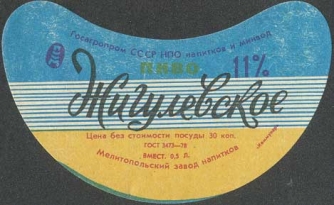 Госагропром СССР НПО напитков и минвод
ПИВО 11%
Жигулевское
Цена без стоимости посуды 30 коп.
ГОСТ 3473—78
ВМЕСТ. 0,5 Л.
Мелитопольский завод напитков